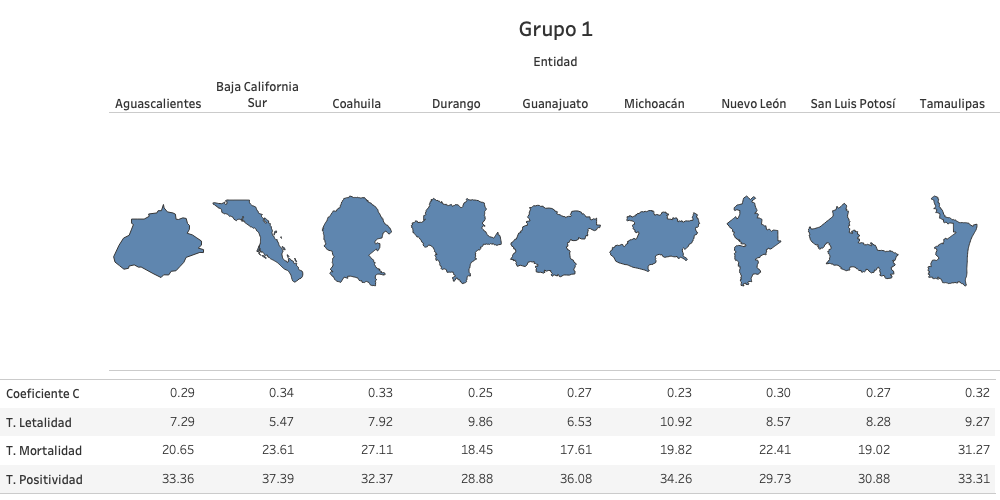 Grupo 1
Entidad
Aguascalientes Baja California Sur Coahuila Durango Guanajuato Michoacán Nuevo León San Luis Potosí Tamaulipas
Coeficiente C 0.29 0.34 0.33 0.25 0.27 0.23 0.30 0.27 0.32
T. Letalidad 7.29 5.47 7.92 9.86 6.53 10.92 8.57 8.28 9.27
T. Mortalidad 20.65 23.61 27.11 18.45 17.61 19.82 22.41 19.02 31.27
T. Positividad 33.36 37.39 32.37 28.88 36.08 34.26 29.73 30.88 33.31